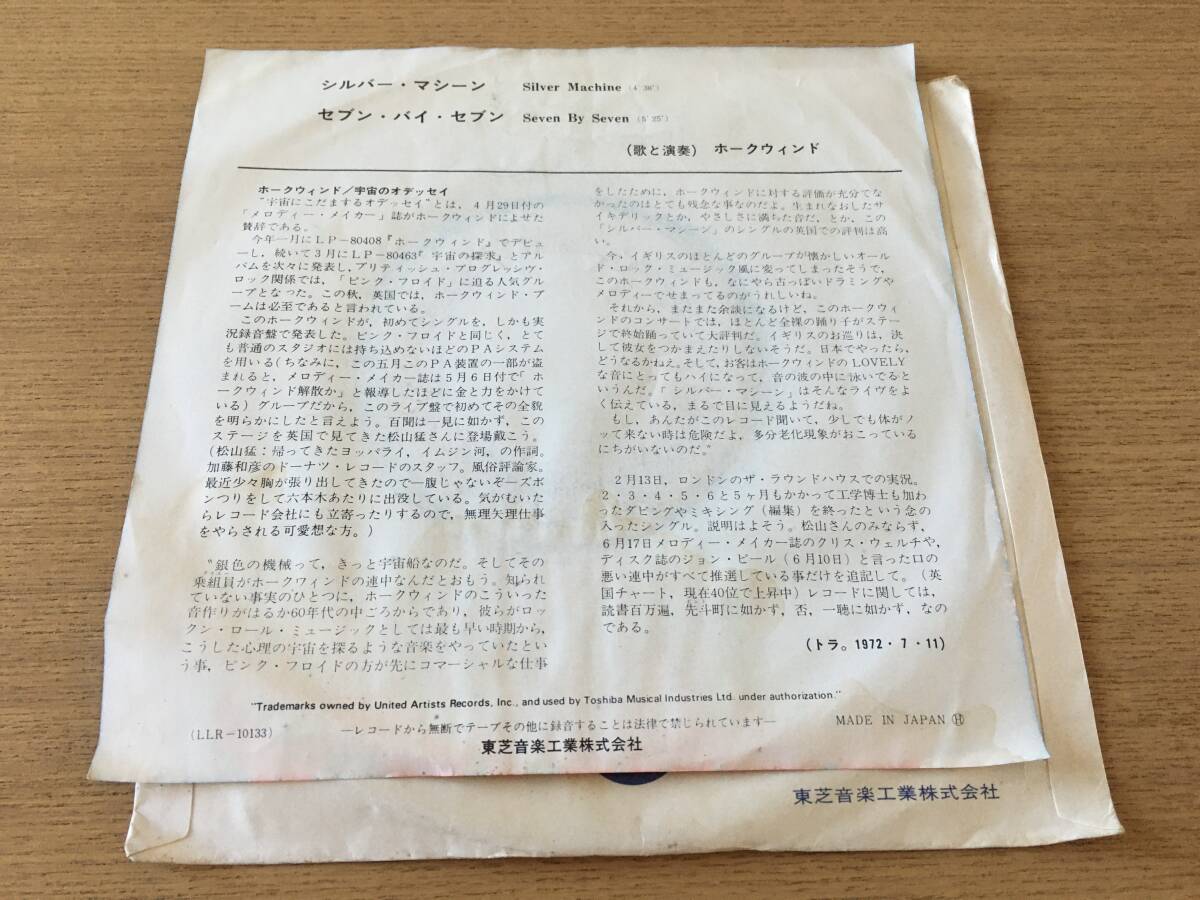 シルバー・マシーン Silver Machine (4'36")
セブン・バイ・セブン Seven By Seven (5'25")
(歌と演奏) ホークウィンド
ホークウィンド/宇宙のオデッセイ
"宇宙にこだまするオデッセイ"とは, 4月29日付の
「メロディー・メイカー」誌がホークウィンドによせた
賛辞である。
今年一月にLP-80408『ホークウィンド』でデビュ
ーし, 続いて3月にLP-80463『宇宙の探求』とアル
バムを次々に発表し, ブリティッシュ・プログレッシヴ・
ロック関係では,「ピンク・フロイド」に迫る人気グル
ープとなった。この秋, 英国では, ホークウィンド・ブ
ームは必至であると言われている。
このホークウィンドが, 初めてシングルを, しかも実
況録音盤で発表した。ピンク・フロイドと同じく, とて
も普通のスタジオには持ち込めないほどのPAシステム
を用いる(ちなみに, この五月このPA装置の一部が盗
まれると, メロディー・メイカー誌は5月6日付で「ホ
ークウィンド解散か」と報導したほどに金と力をかけて
いる) グループだから, このライブ盤で初めてその全貌
を明らかにしたと言えよう。百聞は一見に如かず, この
ステージを英国で見てきた松山猛さんに登場戴こう。
(松山猛:帰ってきたヨッパライ, イムジン河, の作詞。
加藤和彦のドーナツ・レコードのスタッフ。風俗評論家。
最近少々胸が張り出してきたので―腹じゃないぞ―ズボ
ンつりをして六本木あたりに出没している。気がむいた
らレコード会社にも立寄ったりするので, 無理矢理仕事
をやらされる可愛想な方。)
"銀色の機械って, きっと宇宙船なのだ。そしてその
乗組員がホークウィンドの連中なんだとおもう。知られ
ていない事実のひとつに, ホークウィンドのこういった
音作りがはるか60年代の中ごろからであり, 彼らがロッ
クン・ロール・ミュージックとしては最も早い時期から,
こうした心理の宇宙を探るような音楽をやっていたとい
う事, ピンク・フロイドの方が先にコマーシャルな仕事
をしたために, ホークウィンドに対する評価が充分でな
かったのはとても残念な事なのだよ。生まれなおしたサ
イキデリックとか, やさしさに満ちた音だ, とか, この
「シルバー・マシーン」のシングルの英国での評判は高
い。
今, イギリスのほとんどのグループが懐かしいオール
ド・ロック・ミュージック風に変ってしまったそうで,
このホークウィンドも, なにやら古っぽいドラミングや
メロディーでせまってるのがうれしいね。
それから, またまた余談になるけど, このホークウィ
ンドのコンサートでは, ほとんど全裸の踊り子がステー
ジで終始踊っていて大評判だ。イギリスのお巡りは, 決
して彼女をつかまえたりしないそうだ。日本でやったら,
どうなるかねえ。そして, お客はホークウィンドのLOVELY
な音にとってもハイになって, 音の波の中に泳いでると
いうんだ。「シルバー・マシーン」はそんなライヴをよ
く伝えている, まるで目に見えるようだね。
もし, あんたがこのレコード聞いて, 少しでも体がノ
ッて来ない時は危険だよ, 多分老化現象がおこっている
にちがいないのだ。"
2月13日, ロンドンのザ・ラウンドハウスでの実況。
2・3・4・5・6と5ヶ月もかかって工学博士も加わ
ったダビングやミキシング (編集) を終ったという念の
入ったシングル。説明はよそう。松山さんのみならず,
6月17日メロディー・メイカー誌のクリス・ウェルチや,
ディスク誌のジョン・ピール (6月10日) と言った口の
悪い連中がすべて推選している事だけを追記して。(英
国チャート, 現在40位で上昇中) レコードに関しては,
読書百万遍, 先斗町に如かず, 否, 一聴に如かず, なの
である。
(トラ。1972・7・11)
"Trademarks owned by United Artists Records, Inc., and used by Toshiba Musical Industries Ltd. under authorization."
(LLR-10133)
―レコードから無断でテープその他に録音することは法律で禁じられています―
MADE IN JAPAN Ⓗ
東芝音楽工業株式会社
東芝音楽工業株式会社